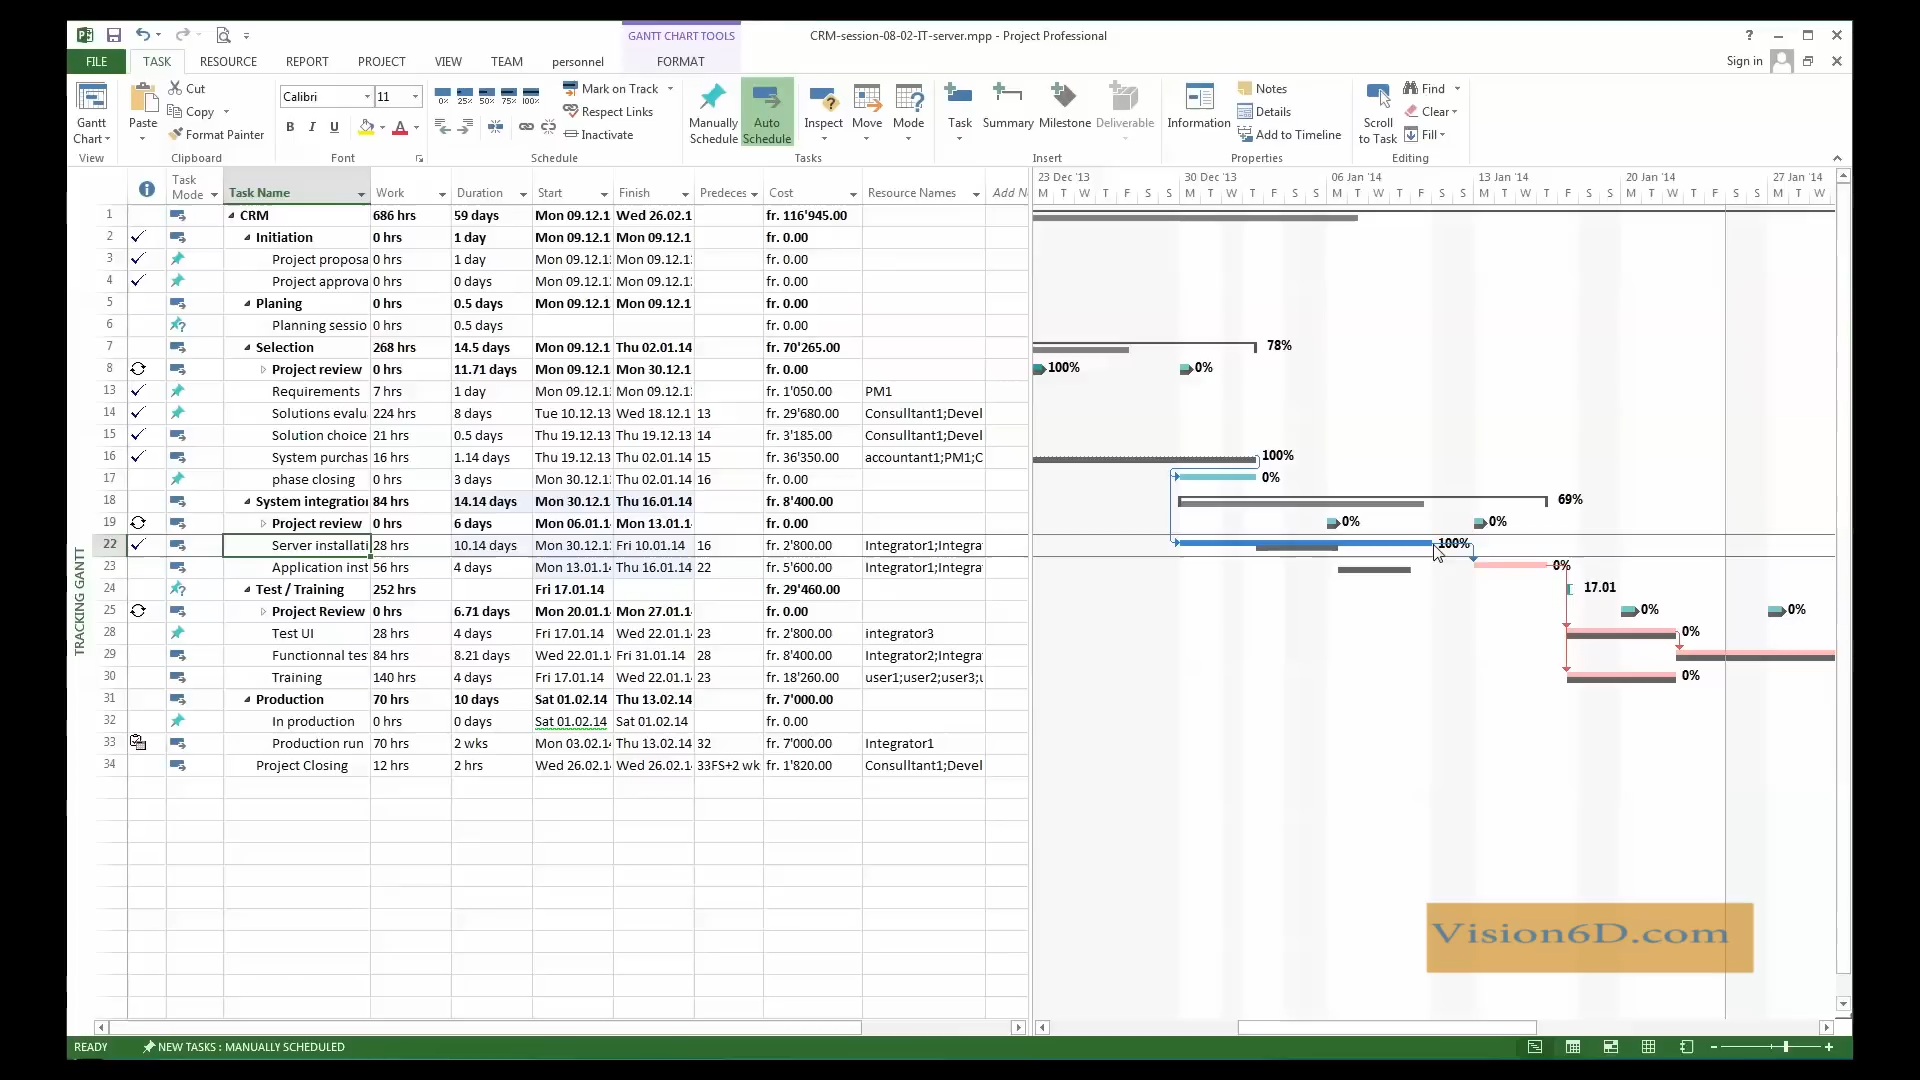 GANTT CHART TOOLS
CRM-session-08-02-IT-server.mpp - Project Professional
?
FILE TASK RESOURCE REPORT PROJECT VIEW TEAM personnel FORMAT
Sign in
Cut
Copy
Format Painter
Paste
Calibri 11
B I U A
0% 25% 50% 75% 100%
Mark on Track
Respect Links
Inactivate
Gantt Chart
Manually Schedule
Auto Schedule
Inspect
Move
Mode
Task
Summary
Milestone
Deliverable
Information
Notes
Details
Add to Timeline
Scroll to Task
Find
Clear
Fill
View Clipboard Font Schedule Tasks Insert Properties Editing
Task Mode Task Name Work Duration Start Finish Predeces Cost Resource Names Add N
23 Dec '13 30 Dec '13 06 Jan '14 13 Jan '14 20 Jan '14 27 Jan '14
M T W T F S S M T W T F S S M T W T F S S M T W T F S S M T W T F S S M T W
1 CRM 686 hrs 59 days Mon 09.12.1 Wed 26.02.1 fr. 116'945.00
2 Initiation 0 hrs 1 day Mon 09.12.1 Mon 09.12.1 fr. 0.00
3 Project proposa 0 hrs 1 day Mon 09.12.1 Mon 09.12.1 fr. 0.00
4 Project approva 0 hrs 0 days Mon 09.12.1 Mon 09.12.1 fr. 0.00
5 Planing 0 hrs 0.5 days Mon 09.12.1 Mon 09.12.1 fr. 0.00
6 Planning sessio 0 hrs 0.5 days fr. 0.00
7 Selection 268 hrs 14.5 days Mon 09.12.1 Thu 02.01.14 fr. 70'265.00 78%
8 Project review 0 hrs 11.71 days Mon 09.12.1 Mon 30.12.1 fr. 0.00 100% 0%
13 Requirements 7 hrs 1 day Mon 09.12.1 Mon 09.12.1 fr. 1'050.00 PM1
14 Solutions evalu 224 hrs 8 days Tue 10.12.13 Wed 18.12.1 13 fr. 29'680.00 Consulltant1;Devel
15 Solution choice 21 hrs 0.5 days Thu 19.12.13 Thu 19.12.13 14 fr. 3'185.00 Consulltant1;Devel
16 System purchas 16 hrs 1.14 days Thu 19.12.13 Thu 02.01.14 15 fr. 36'350.00 accountant1;PM1;C 100%
17 phase closing 0 hrs 3 days Mon 30.12.1 Thu 02.01.14 16 fr. 0.00 0%
18 System integration 84 hrs 14.14 days Mon 30.12.1 Thu 16.01.14 fr. 8'400.00 69%
19 Project review 0 hrs 6 days Mon 06.01.1 Mon 13.01.1 fr. 0.00 0% 0%
22 Server installati 28 hrs 10.14 days Mon 30.12.1 Fri 10.01.14 16 fr. 2'800.00 Integrator1;Integra 100%
23 Application inst 56 hrs 4 days Mon 13.01.1 Thu 16.01.14 22 fr. 5'600.00 Integrator1;Integra 0%
24 Test / Training 252 hrs Fri 17.01.14 fr. 29'460.00 17.01
25 Project Review 0 hrs 6.71 days Mon 20.01.1 Mon 27.01.1 fr. 0.00 0% 0%
28 Test UI 28 hrs 4 days Fri 17.01.14 Wed 22.01.1 23 fr. 2'800.00 integrator3 0%
29 Functionnal tes 84 hrs 8.21 days Wed 22.01.1 Fri 31.01.14 28 fr. 8'400.00 Integrator2;Integra
30 Training 140 hrs 4 days Fri 17.01.14 Wed 22.01.1 23 fr. 18'260.00 user1;user2;user3;u 0%
31 Production 70 hrs 10 days Sat 01.02.14 Thu 13.02.14 fr. 7'000.00
32 In production 0 hrs 0 days Sat 01.02.14 Sat 01.02.14 fr. 0.00
33 Production run 70 hrs 2 wks Mon 03.02.1 Thu 13.02.14 32 fr. 7'000.00 Integrator1
34 Project Closing 12 hrs 2 hrs Wed 26.02.1 Wed 26.02.1 33FS+2 wk fr. 1'820.00 Consulltant1;Devel
TRACKING GANTT
Vision6D.com
READY NEW TASKS : MANUALLY SCHEDULED